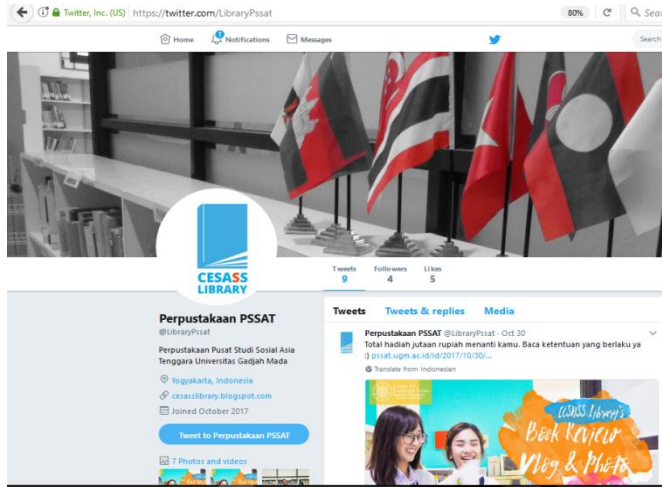 Twitter, Inc. (US) https://twitter.com/LibraryPssat 80% Sear
Home 1 Notifications Messages Search
CESASS
LIBRARY
Tweets Followers Likes
9 4 5
Perpustakaan PSSAT
@LibraryPssat
Perpustakaan Pusat Studi Sosial Asia
Tenggara Universitas Gadjah Mada
Yogyakarta, Indonesia
cesasslibrary.blogspot.com
Joined October 2017
Tweet to Perpustakaan PSSAT
7 Photos and videos
Tweets Tweets & replies Media
Perpustakaan PSSAT @LibraryPssat · Oct 30
Total hadiah jutaan rupiah menanti kamu. Baca ketentuan yang berlaku ya
:) pssat.ugm.ac.id/id/2017/10/30/...
Translate from Indonesian
CESASS Library's
Book Review
Vlog & Photo